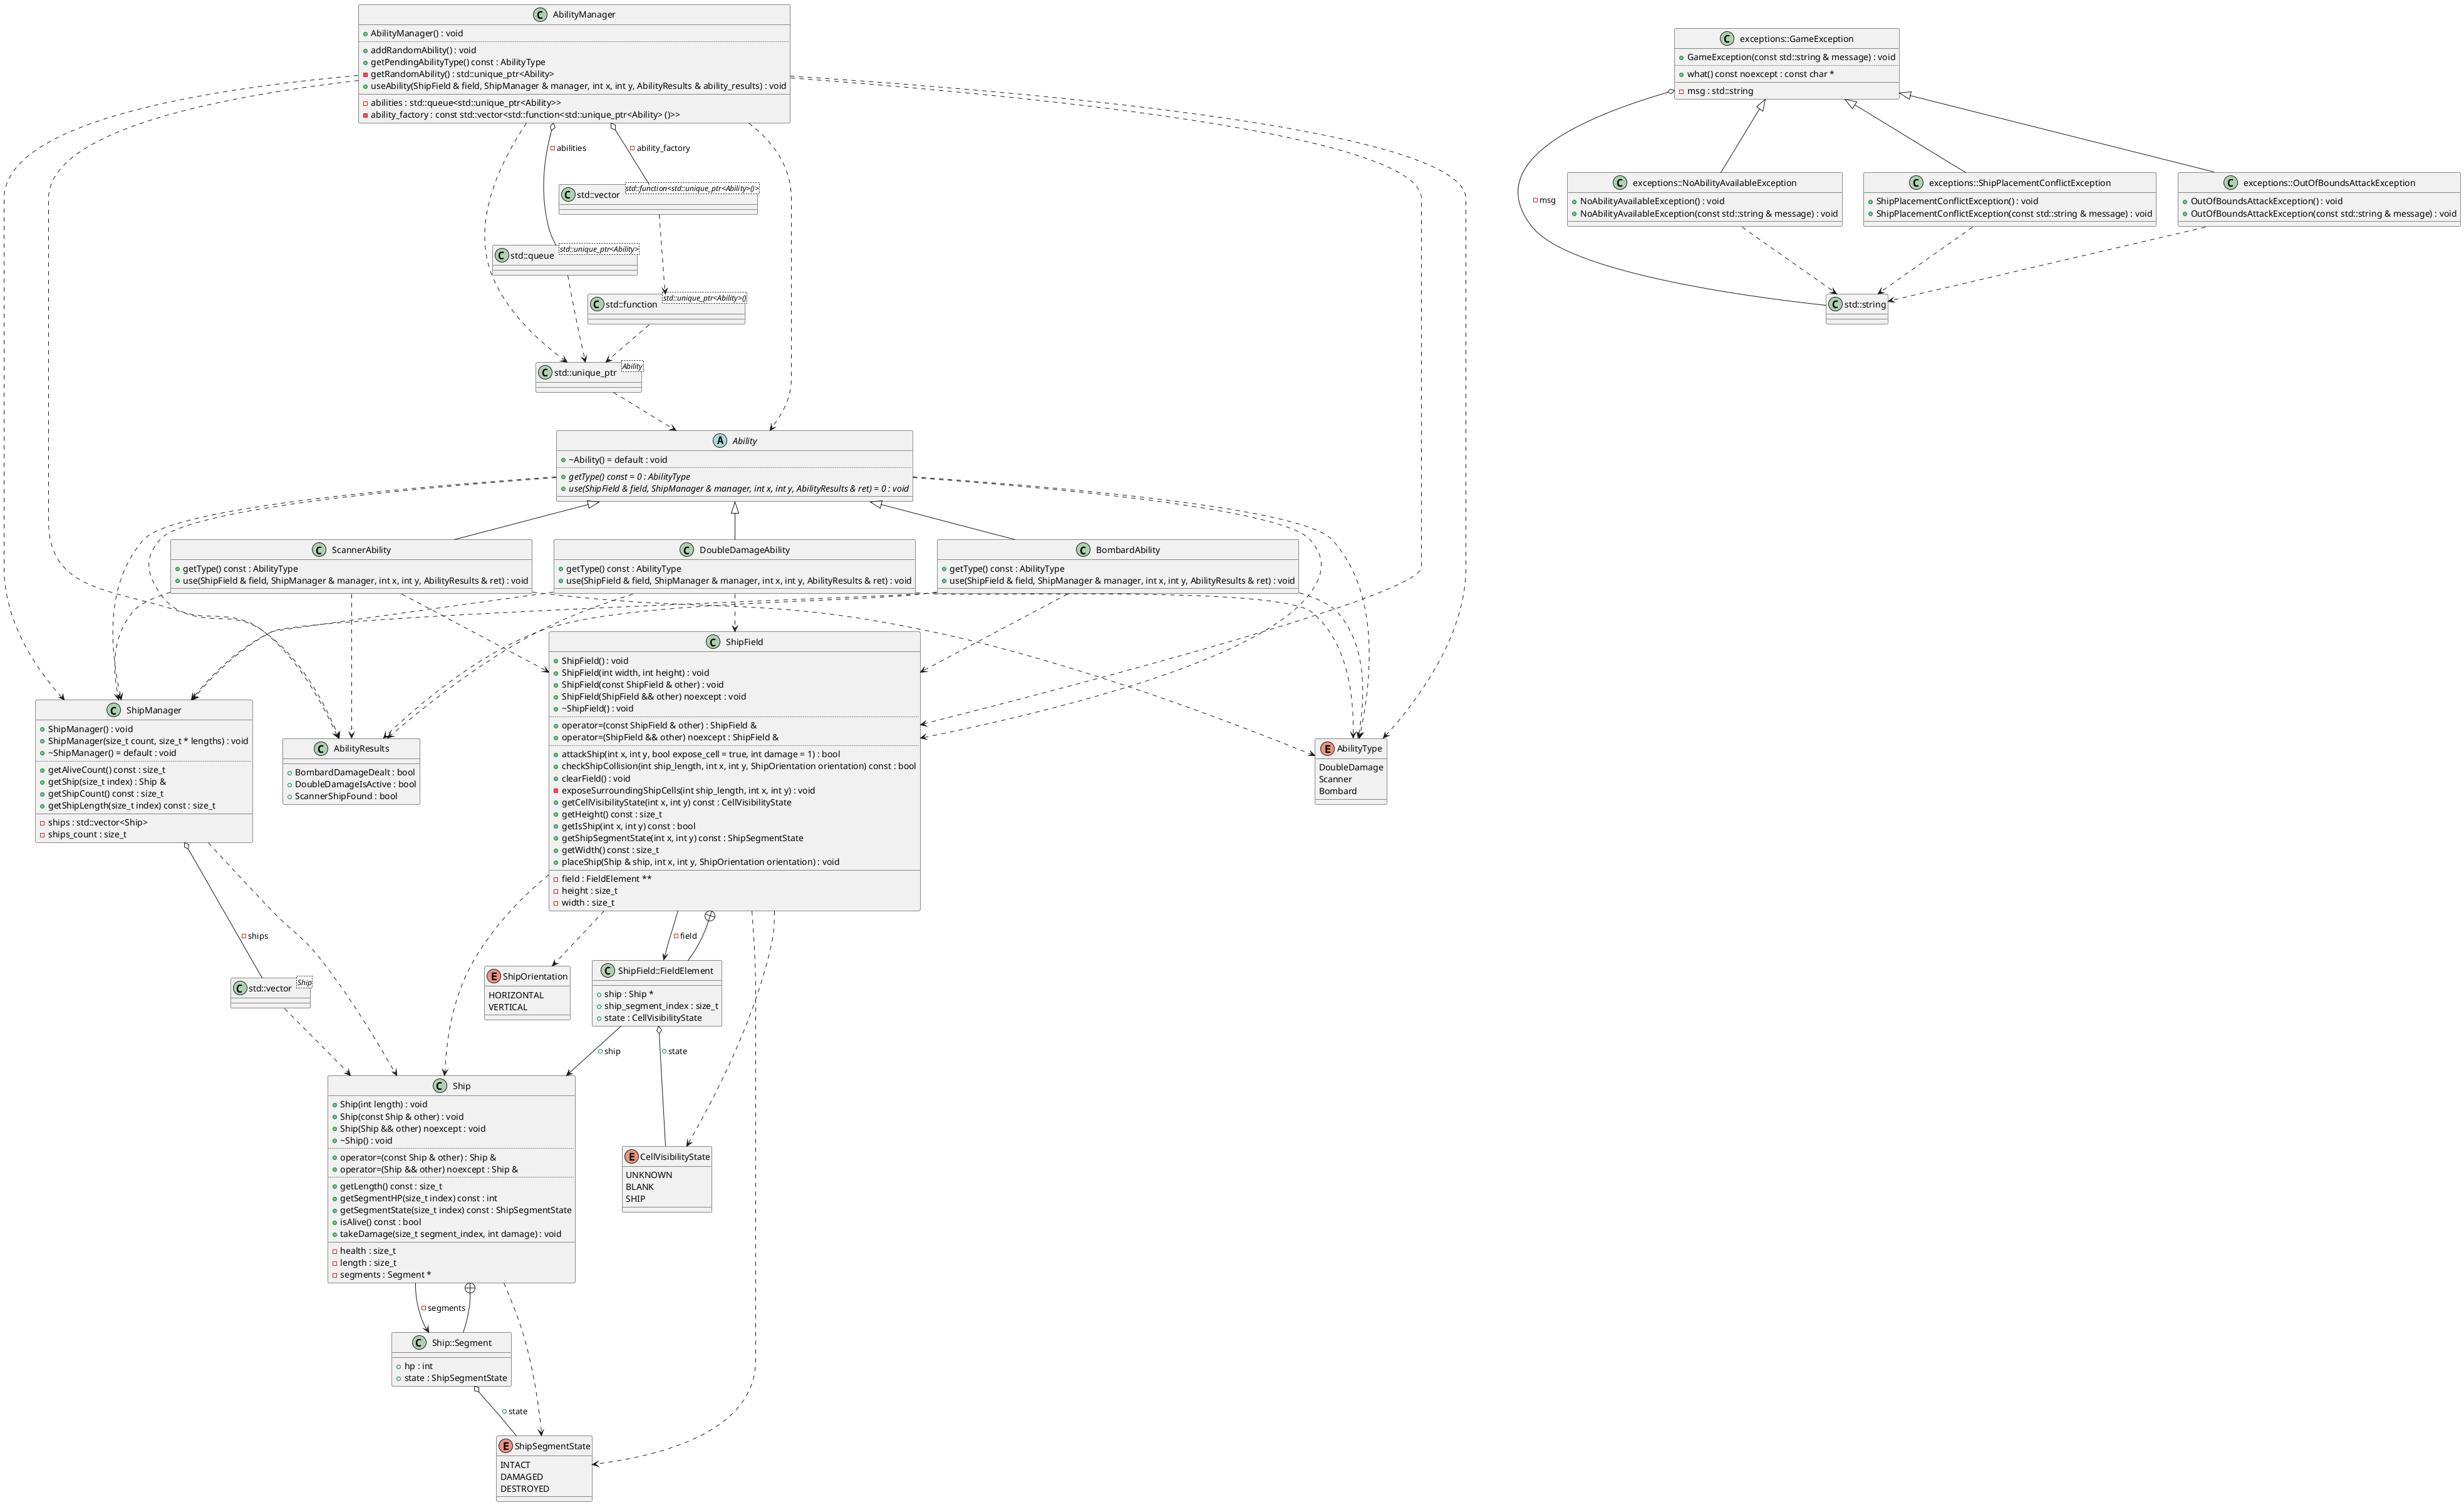 AbilityManager
AbilityManager() : void
addRandomAbility() : void
getPendingAbilityType() const : AbilityType
getRandomAbility() : std::unique_ptr<Ability>
useAbility(ShipField & field, ShipManager & manager, int x, int y, AbilityResults & ability_results) : void
abilities : std::queue<std::unique_ptr<Ability>>
ability_factory : const std::vector<std::function<std::unique_ptr<Ability> ()>>
exceptions::GameException
GameException(const std::string & message) : void
what() const noexcept : const char *
msg : std::string
abilities
ability_factory
std::vector
std::function<std::unique_ptr<Ability>()>
std::queue
std::unique_ptr<Ability>
std::function
std::unique_ptr<Ability>()
std::unique_ptr
Ability
msg
exceptions::NoAbilityAvailableException
NoAbilityAvailableException() : void
NoAbilityAvailableException(const std::string & message) : void
exceptions::ShipPlacementConflictException
ShipPlacementConflictException() : void
ShipPlacementConflictException(const std::string & message) : void
exceptions::OutOfBoundsAttackException
OutOfBoundsAttackException() : void
OutOfBoundsAttackException(const std::string & message) : void
std::string
Ability
~Ability() = default : void
getType() const = 0 : AbilityType
use(ShipField & field, ShipManager & manager, int x, int y, AbilityResults & ret) = 0 : void
ScannerAbility
getType() const : AbilityType
use(ShipField & field, ShipManager & manager, int x, int y, AbilityResults & ret) : void
DoubleDamageAbility
getType() const : AbilityType
use(ShipField & field, ShipManager & manager, int x, int y, AbilityResults & ret) : void
BombardAbility
getType() const : AbilityType
use(ShipField & field, ShipManager & manager, int x, int y, AbilityResults & ret) : void
ShipManager
ShipManager() : void
ShipManager(size_t count, size_t * lengths) : void
~ShipManager() = default : void
getAliveCount() const : size_t
getShip(size_t index) : Ship &
getShipCount() const : size_t
getShipLength(size_t index) const : size_t
ships : std::vector<Ship>
ships_count : size_t
AbilityResults
BombardDamageDealt : bool
DoubleDamageIsActive : bool
ScannerShipFound : bool
ShipField
ShipField() : void
ShipField(int width, int height) : void
ShipField(const ShipField & other) : void
ShipField(ShipField && other) noexcept : void
~ShipField() : void
operator=(const ShipField & other) : ShipField &
operator=(ShipField && other) noexcept : ShipField &
attackShip(int x, int y, bool expose_cell = true, int damage = 1) : bool
checkShipCollision(int ship_length, int x, int y, ShipOrientation orientation) const : bool
clearField() : void
exposeSurroundingShipCells(int ship_length, int x, int y) : void
getCellVisibilityState(int x, int y) const : CellVisibilityState
getHeight() const : size_t
getIsShip(int x, int y) const : bool
getShipSegmentState(int x, int y) const : ShipSegmentState
getWidth() const : size_t
placeShip(Ship & ship, int x, int y, ShipOrientation orientation) : void
field : FieldElement **
height : size_t
width : size_t
AbilityType
DoubleDamage
Scanner
Bombard
ships
field
std::vector
Ship
ShipOrientation
HORIZONTAL
VERTICAL
ShipField::FieldElement
ship : Ship *
ship_segment_index : size_t
state : CellVisibilityState
ship
state
Ship
Ship(int length) : void
Ship(const Ship & other) : void
Ship(Ship && other) noexcept : void
~Ship() : void
operator=(const Ship & other) : Ship &
operator=(Ship && other) noexcept : Ship &
getLength() const : size_t
getSegmentHP(size_t index) const : int
getSegmentState(size_t index) const : ShipSegmentState
isAlive() const : bool
takeDamage(size_t segment_index, int damage) : void
health : size_t
length : size_t
segments : Segment *
CellVisibilityState
UNKNOWN
BLANK
SHIP
segments
Ship::Segment
hp : int
state : ShipSegmentState
state
ShipSegmentState
INTACT
DAMAGED
DESTROYED